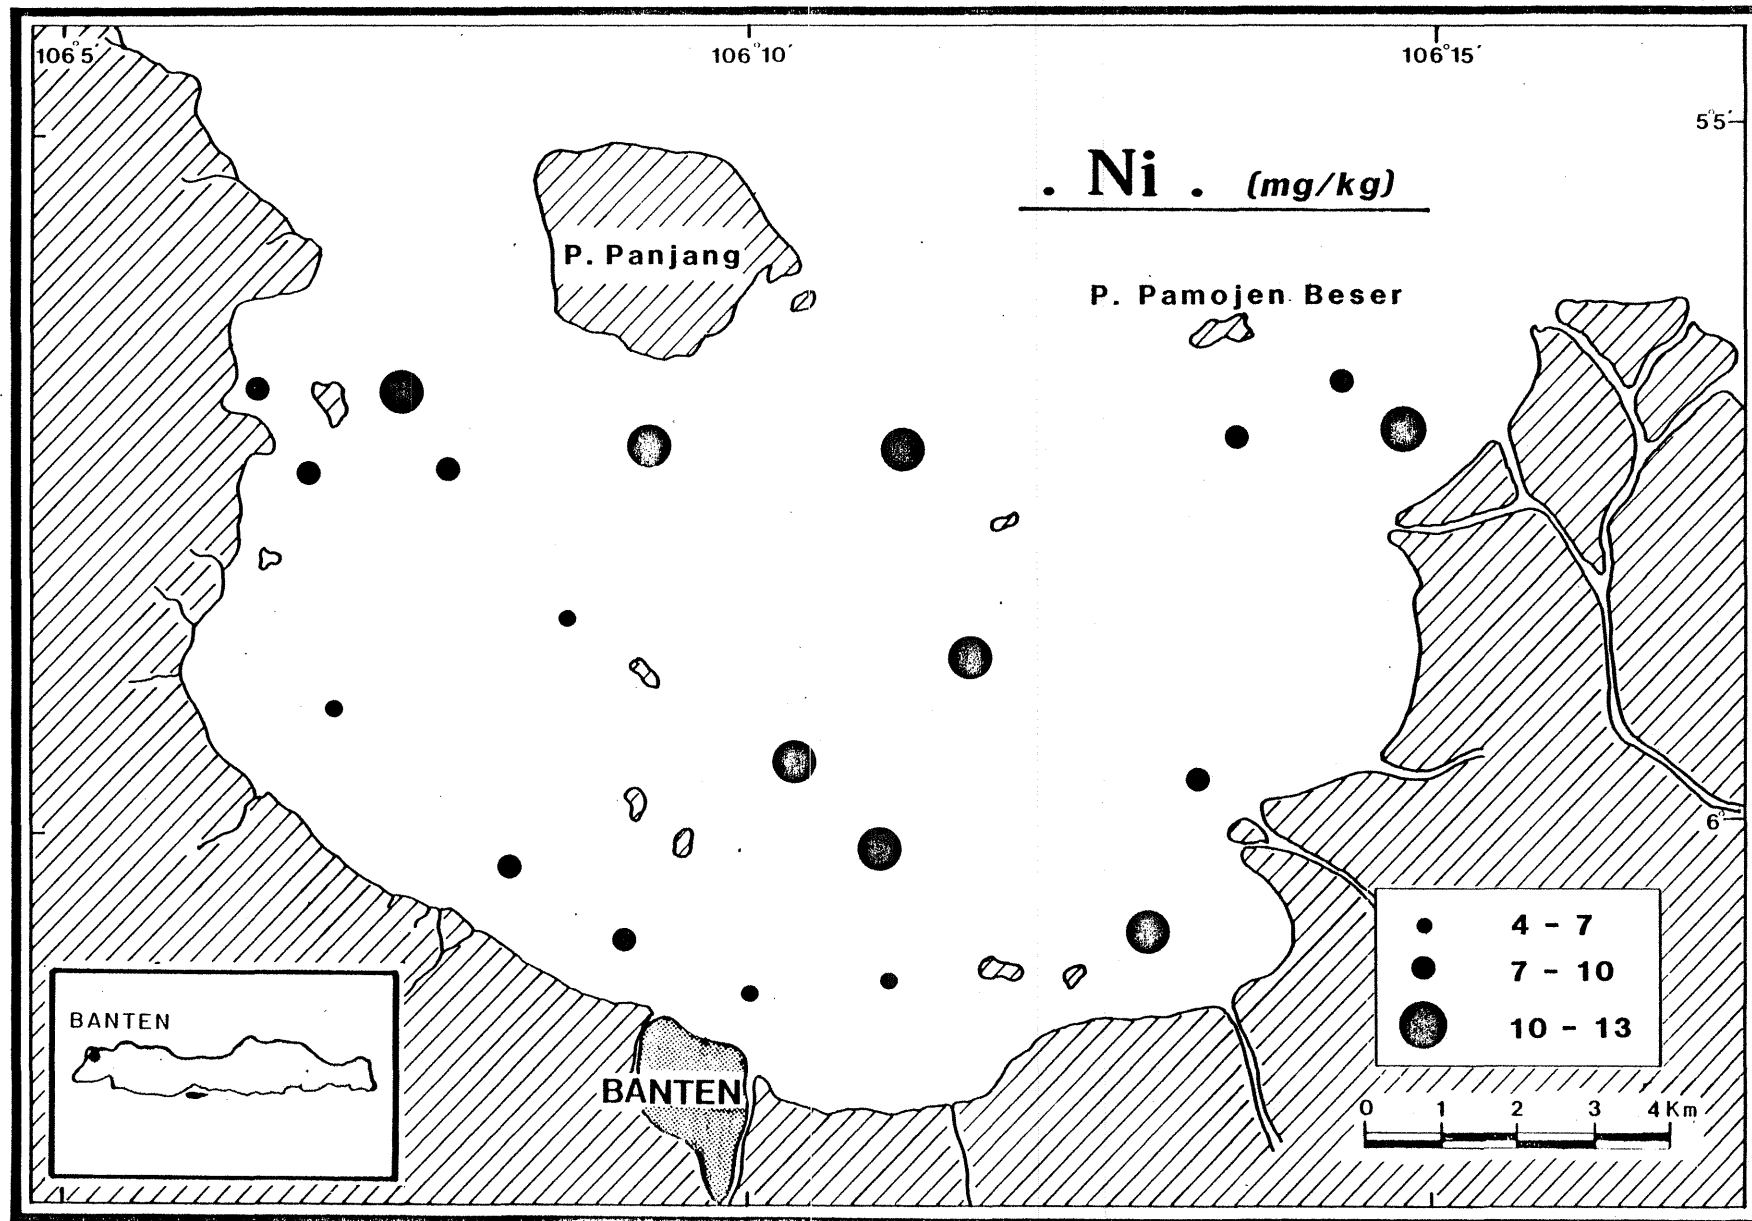 106°5′ 106°10′ 106°15′
5°5′
. Ni . (mg/kg)
P. Panjang
P. Pamojen Beser
6°
4 – 7
7 – 10
10 – 13
BANTEN
BANTEN
0 1 2 3 4 Km